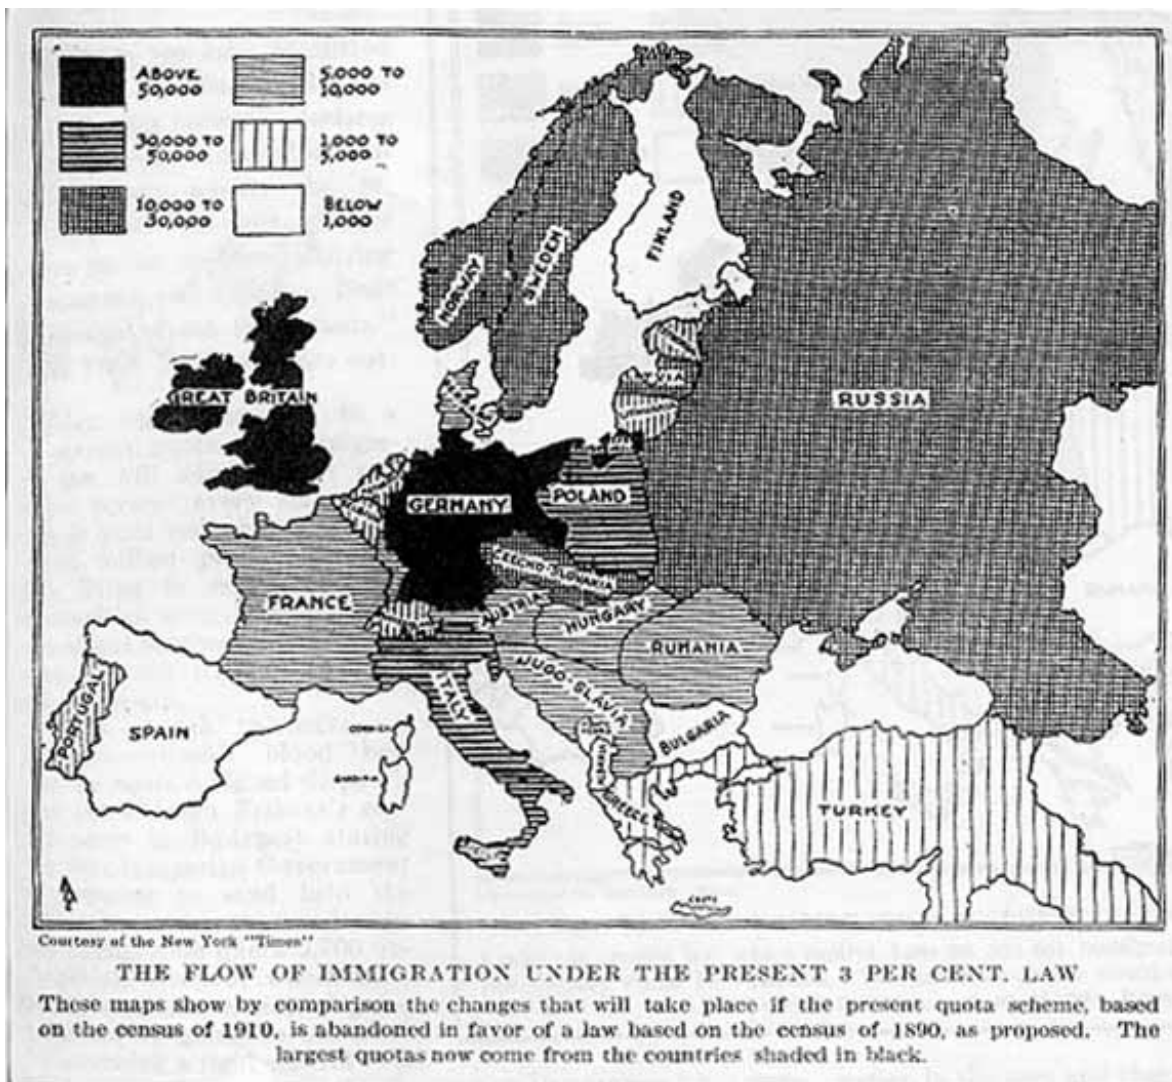 ABOVE
50,000
5,000 TO
10,000
30,000 TO
50,000
1,000 TO
5,000
10,000 TO
30,000
BELOW
1,000
NORWAY
SWEDEN
FINLAND
GREAT BRITAIN
RUSSIA
GERMANY
POLAND
CZECHO-SLOVAKIA
FRANCE
AUSTRIA
HUNGARY
RUMANIA
JUGO-SLAVIA
ITALY
PORTUGAL
SPAIN
BULGARIA
GREECE
TURKEY
Courtesy of the New York "Times"
THE FLOW OF IMMIGRATION UNDER THE PRESENT 3 PER CENT. LAW
These maps show by comparison the changes that will take place if the present quota scheme, based
on the census of 1910, is abandoned in favor of a law based on the census of 1890, as proposed. The
largest quotas now come from the countries shaded in black.